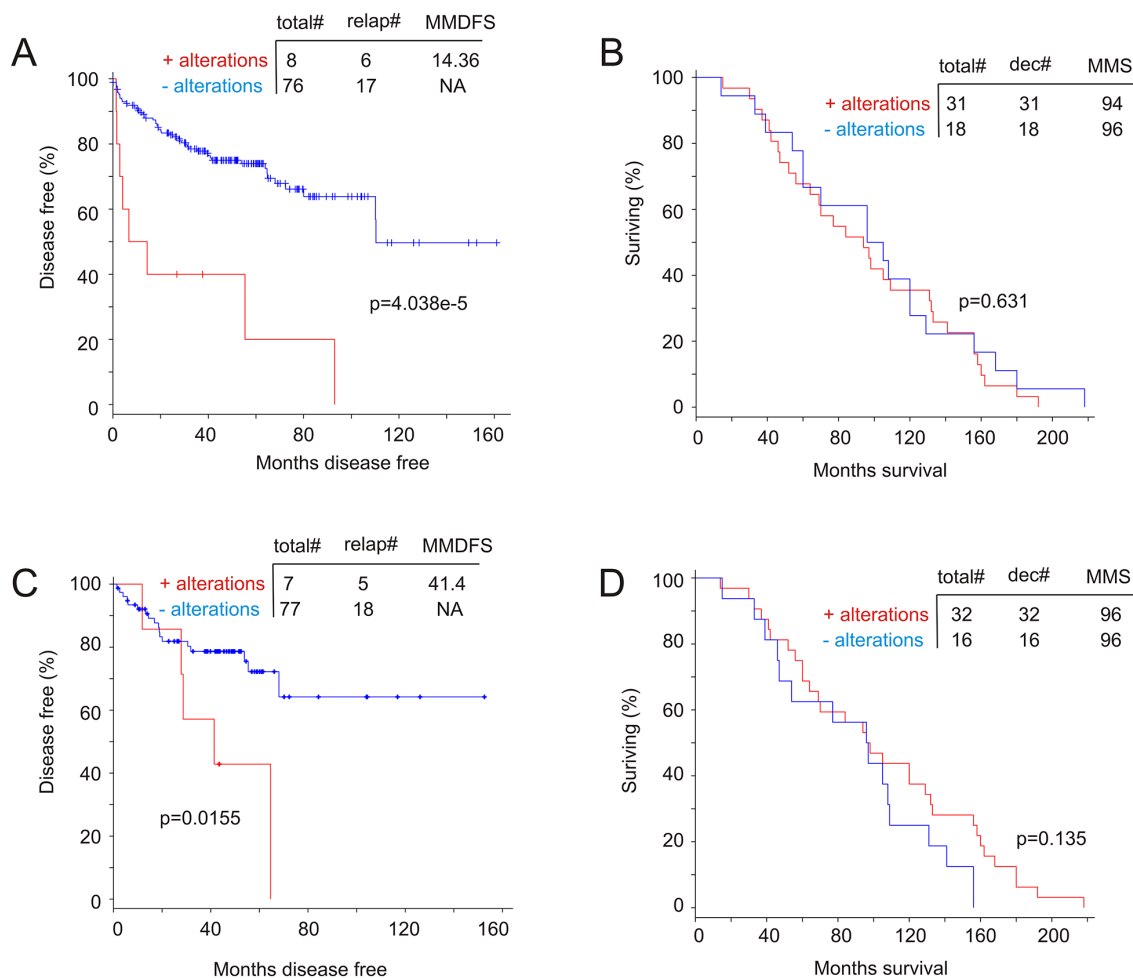 A
total# relap# MMDFS
+ alterations 8 6 14.36
- alterations 76 17 NA
100
80
60
40
20
0
Disease free (%)
p=4.038e-5
0 40 80 120 160
Months disease free
B
total# dec# MMS
+ alterations 31 31 94
- alterations 18 18 96
100
80
60
40
20
0
Suriving (%)
p=0.631
0 40 80 120 160 200
Months survival
C
total# relap# MMDFS
+ alterations 7 5 41.4
- alterations 77 18 NA
100
80
60
40
20
0
Disease free (%)
p=0.0155
0 40 80 120 160
Months disease free
D
total# dec# MMS
+ alterations 32 32 96
- alterations 16 16 96
100
80
60
40
20
0
Suriving (%)
p=0.135
0 40 80 120 160 200
Months survival